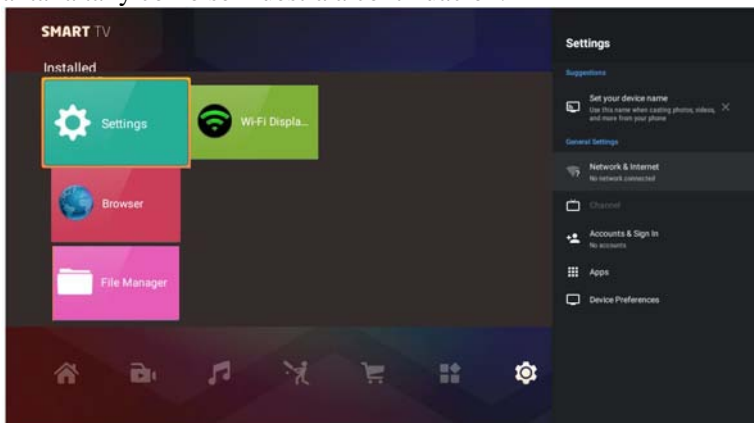 SMART TV
Installed
Settings
Wi-Fi Displa...
Browser
File Manager
Settings
Suggestions
Set your device name
Use this name when casting photos, videos,
and more from your phone
General Settings
Network & Internet
No network connected
Channel
Accounts & Sign In
No accounts
Apps
Device Preferences